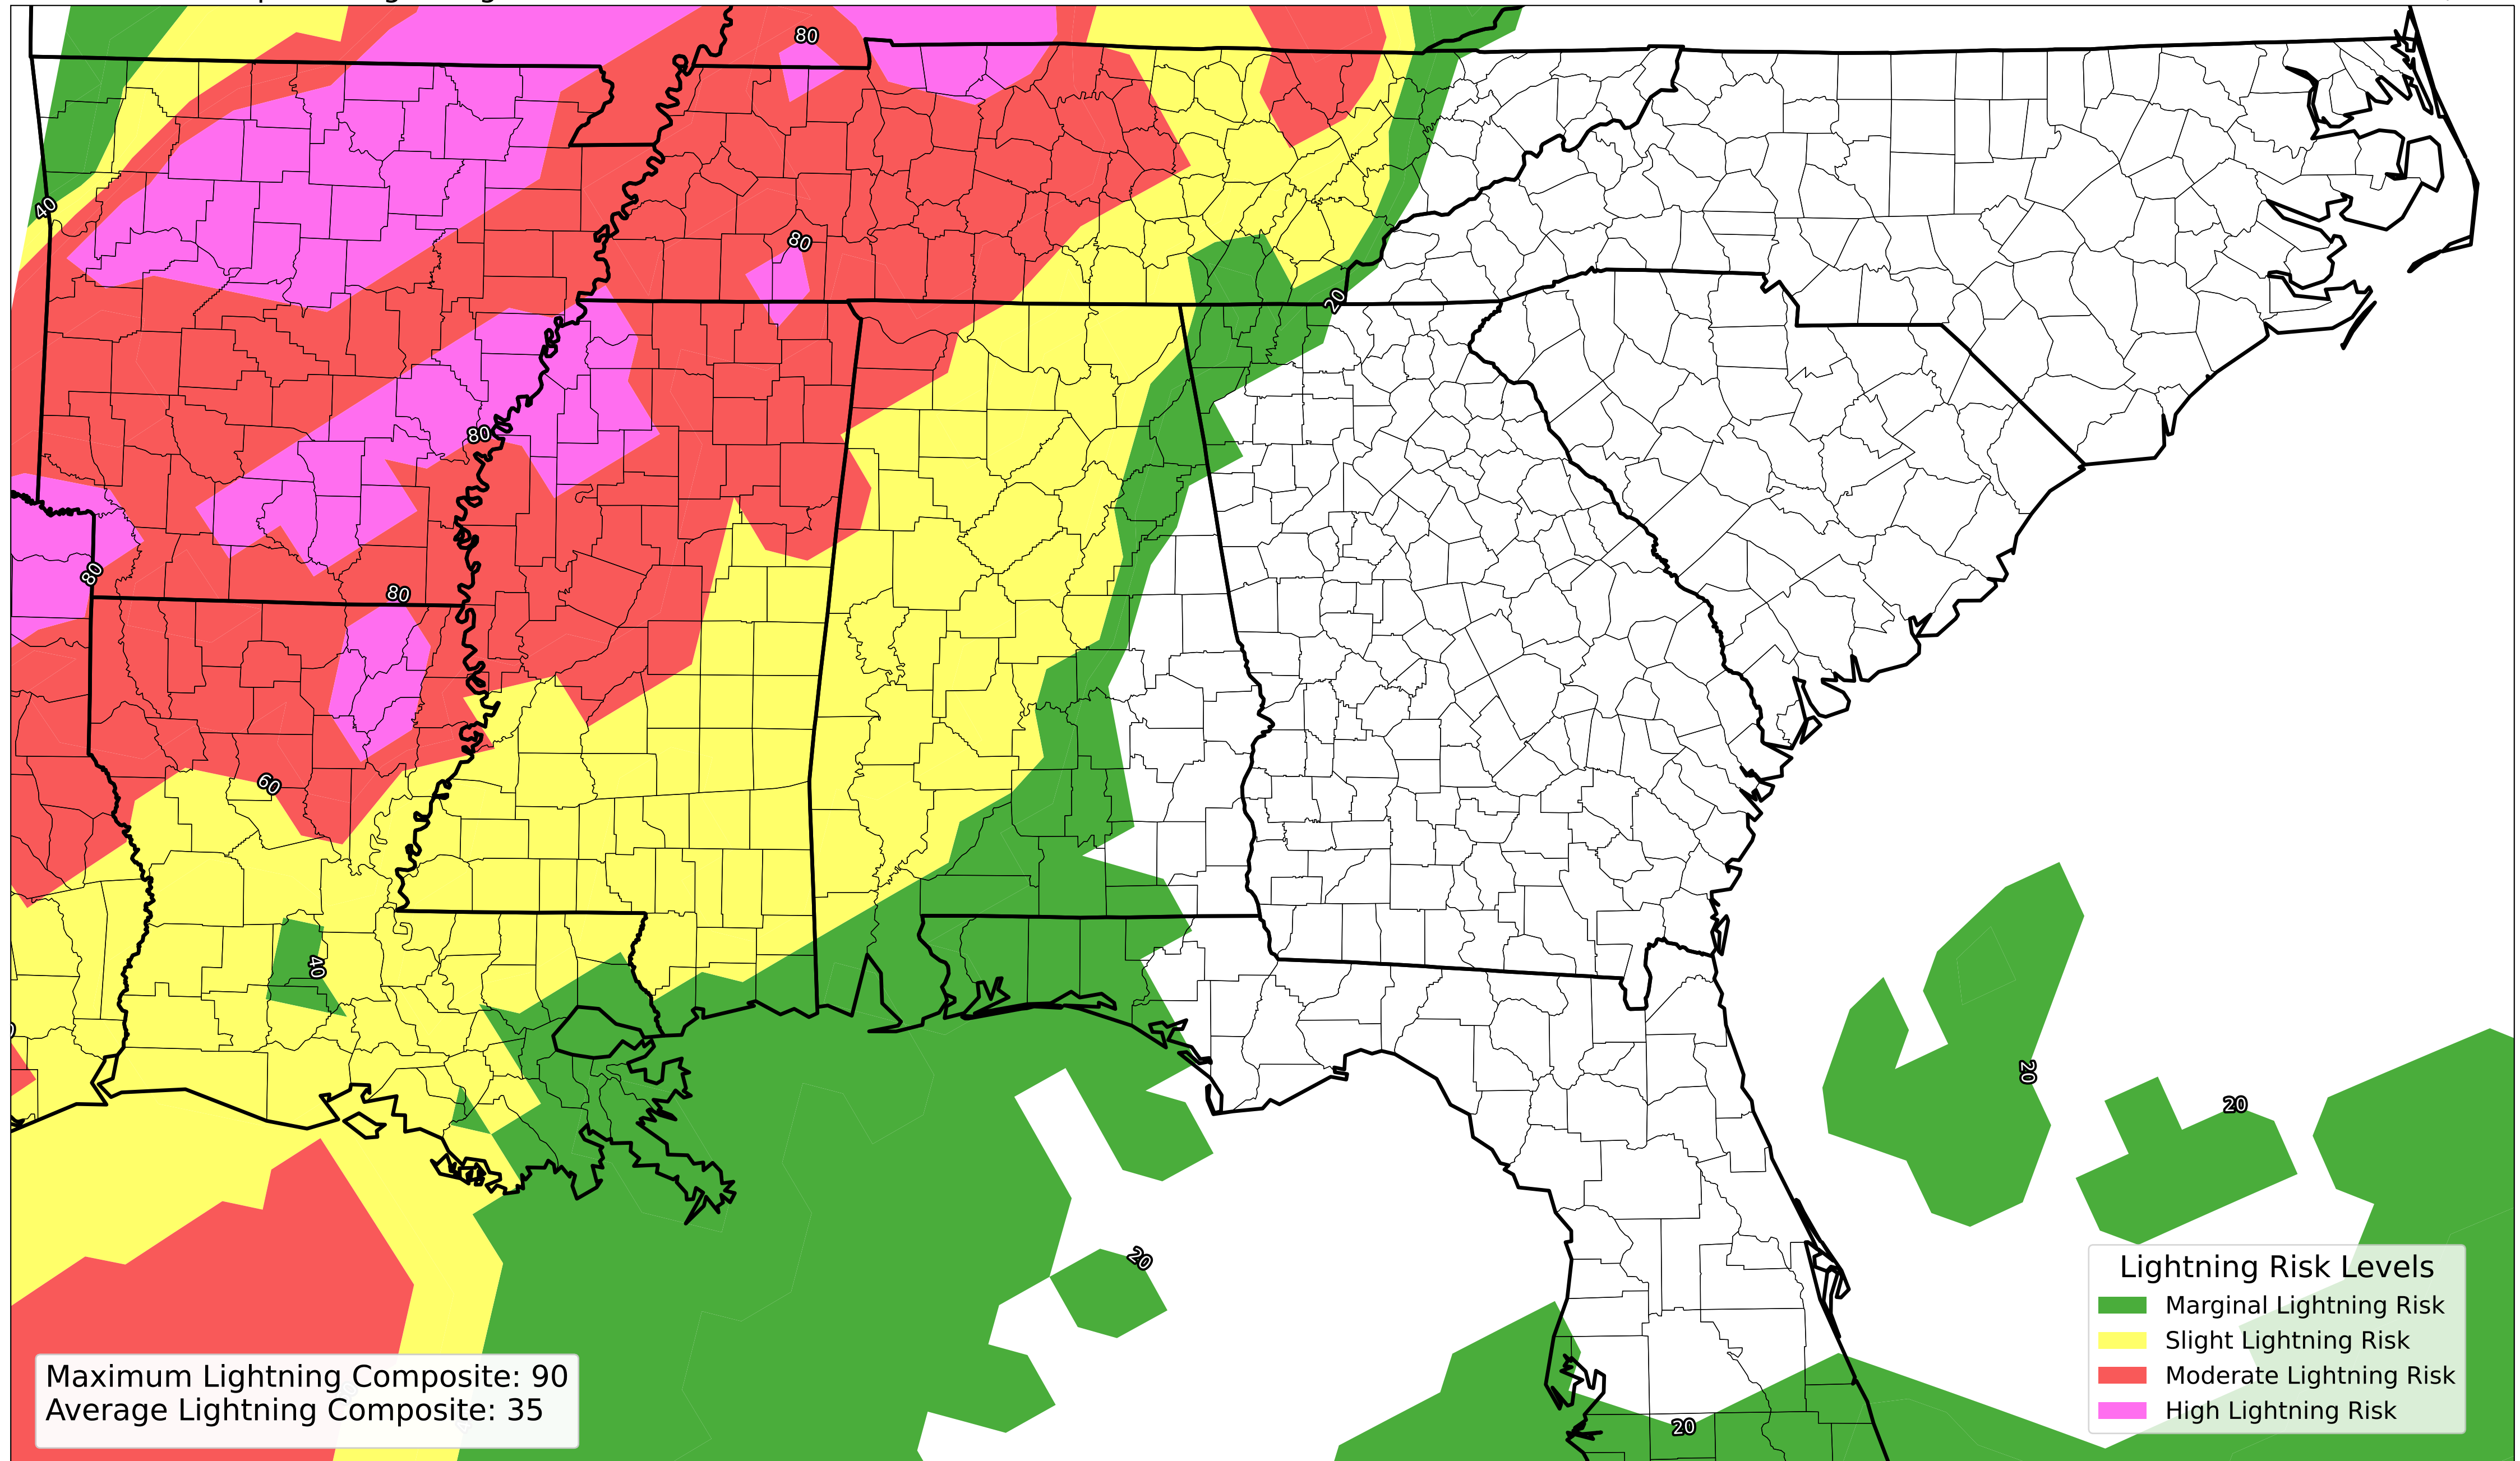 80
40
80
20
80
80
80
60
40
20
20
20
20
Lightning Risk Levels
Marginal Lightning Risk
Slight Lightning Risk
Moderate Lightning Risk
High Lightning Risk
Maximum Lightning Composite: 90
Average Lightning Composite: 35